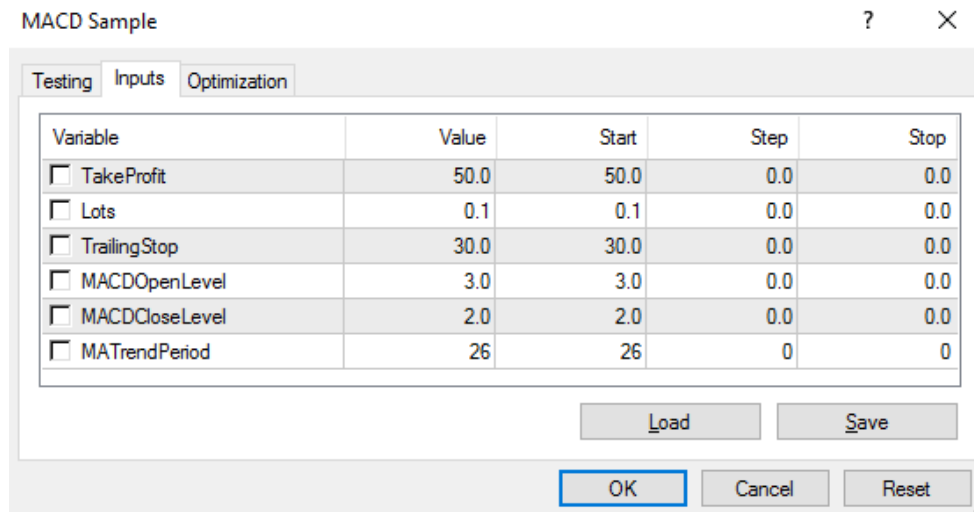 MACD Sample ? ×
Testing Inputs Optimization
Variable Value Start Step Stop
TakeProfit 50.0 50.0 0.0 0.0
Lots 0.1 0.1 0.0 0.0
TrailingStop 30.0 30.0 0.0 0.0
MACDOpenLevel 3.0 3.0 0.0 0.0
MACDCloseLevel 2.0 2.0 0.0 0.0
MATrendPeriod 26 26 0 0
Load Save
OK Cancel Reset